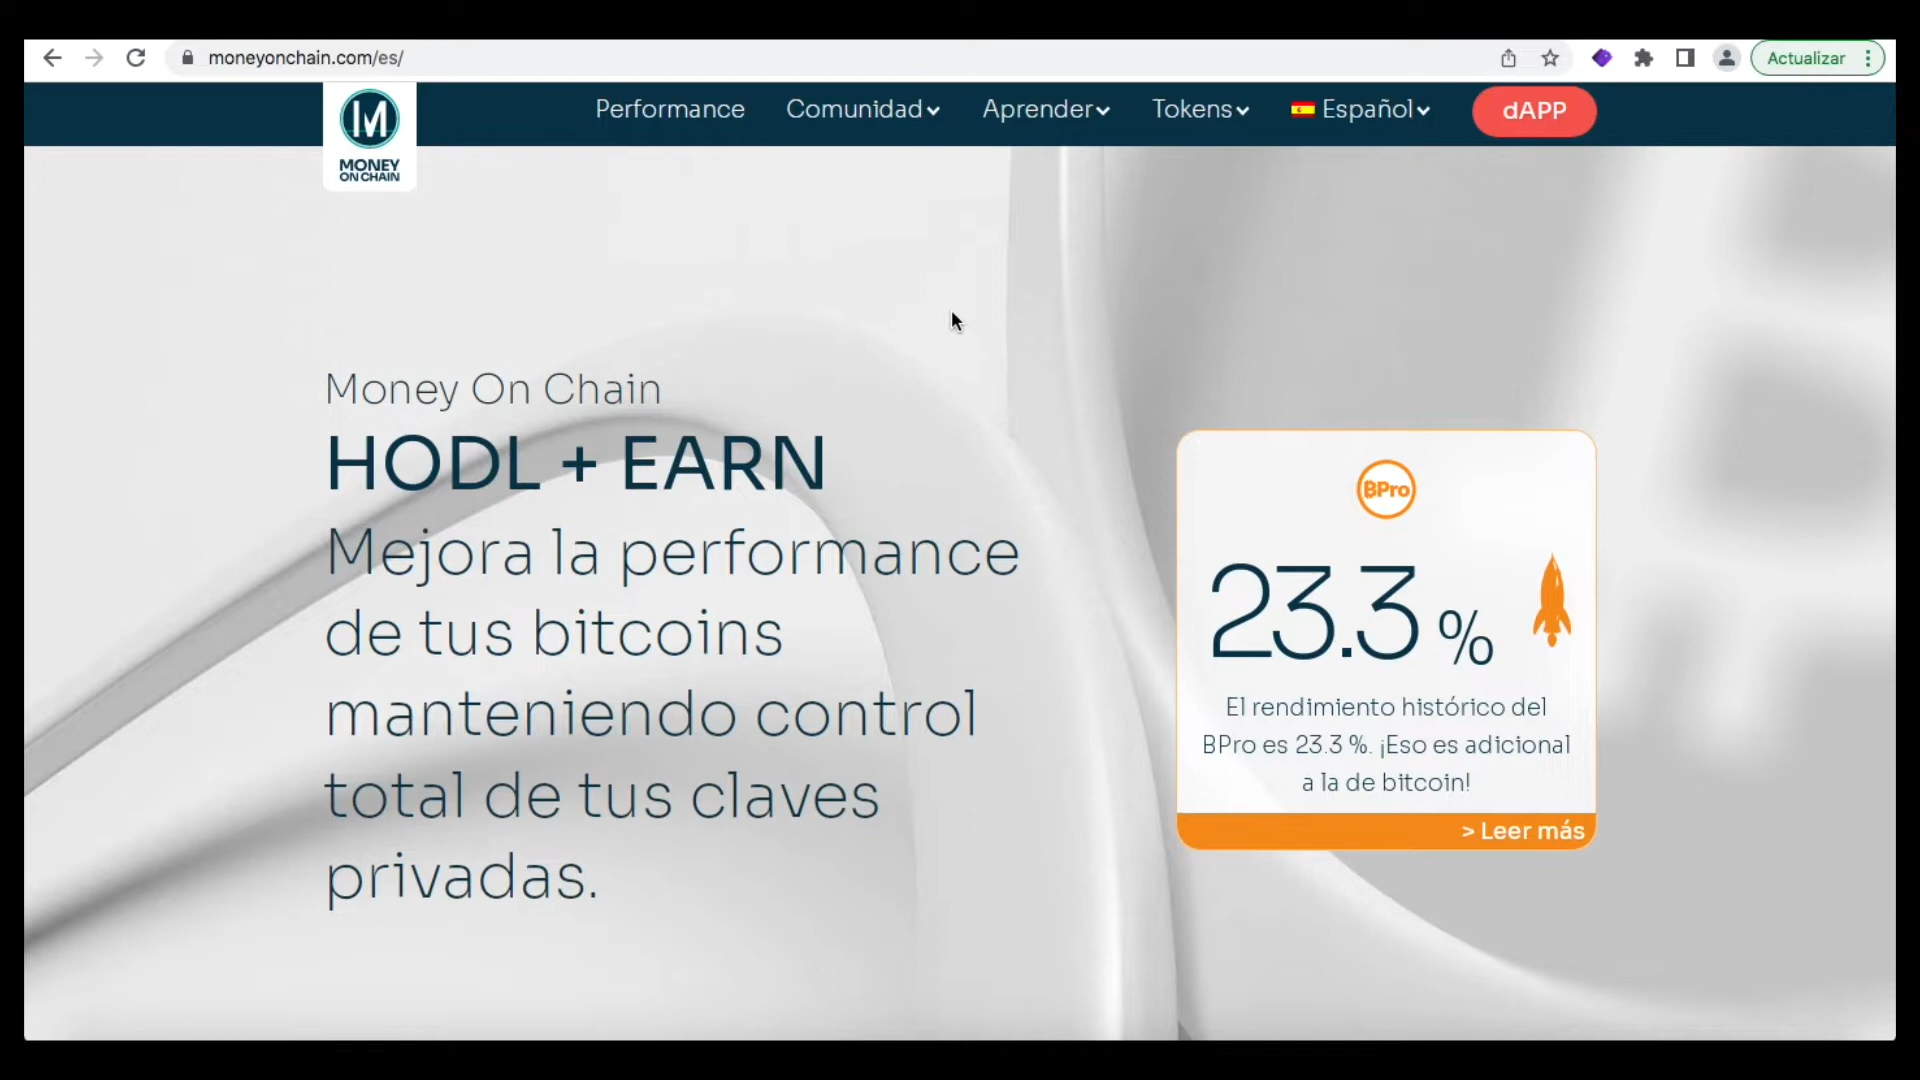 moneyonchain.com/es/
Actualizar
MONEY
ON CHAIN
Performance
Comunidad
Aprender
Tokens
Español
dAPP
Money On Chain
HODL + EARN
Mejora la performance
de tus bitcoins
manteniendo control
total de tus claves
privadas.
BPro
23.3 %
El rendimiento histórico del
BPro es 23.3 %. ¡Eso es adicional
a la de bitcoin!
> Leer más